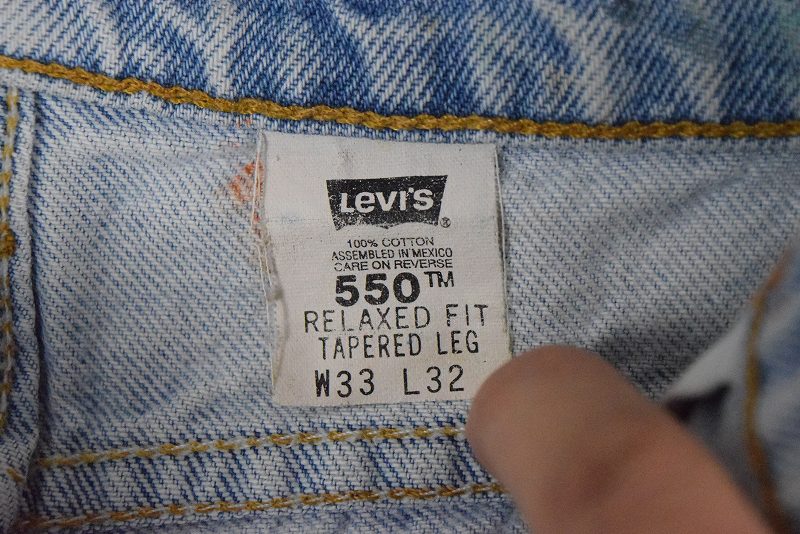 LEVI'S ®
100% COTTON
ASSEMBLED IN MEXICO
CARE ON REVERSE
550™
RELAXED FIT
TAPERED LEG
W33 L32